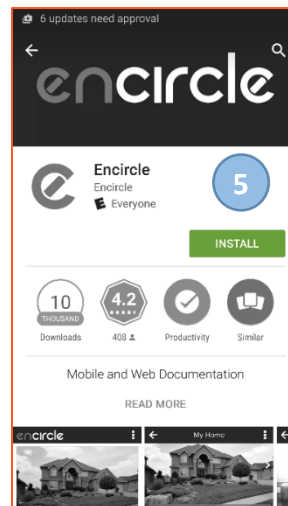 6 updates need approval
encircle
Encircle
Encircle
Everyone
5
INSTALL
10
THOUSAND
4.2
Downloads
408
Productivity
Similar
Mobile and Web Documentation
READ MORE
encircle
My Home